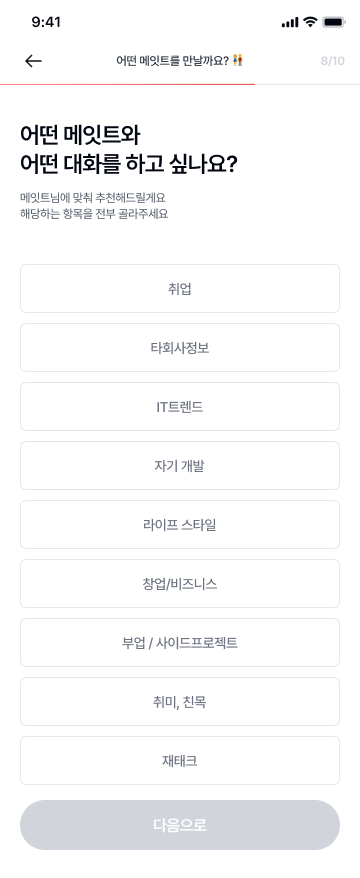 9:41
어떤 메잇트를 만날까요? 👫
8/10
어떤 메잇트와
어떤 대화를 하고 싶나요?
메잇트님에 맞춰 추천해드릴게요
해당하는 항목을 전부 골라주세요
취업
타회사정보
IT트렌드
자기 개발
라이프 스타일
창업/비즈니스
부업 / 사이드프로젝트
취미, 친목
재태크
다음으로